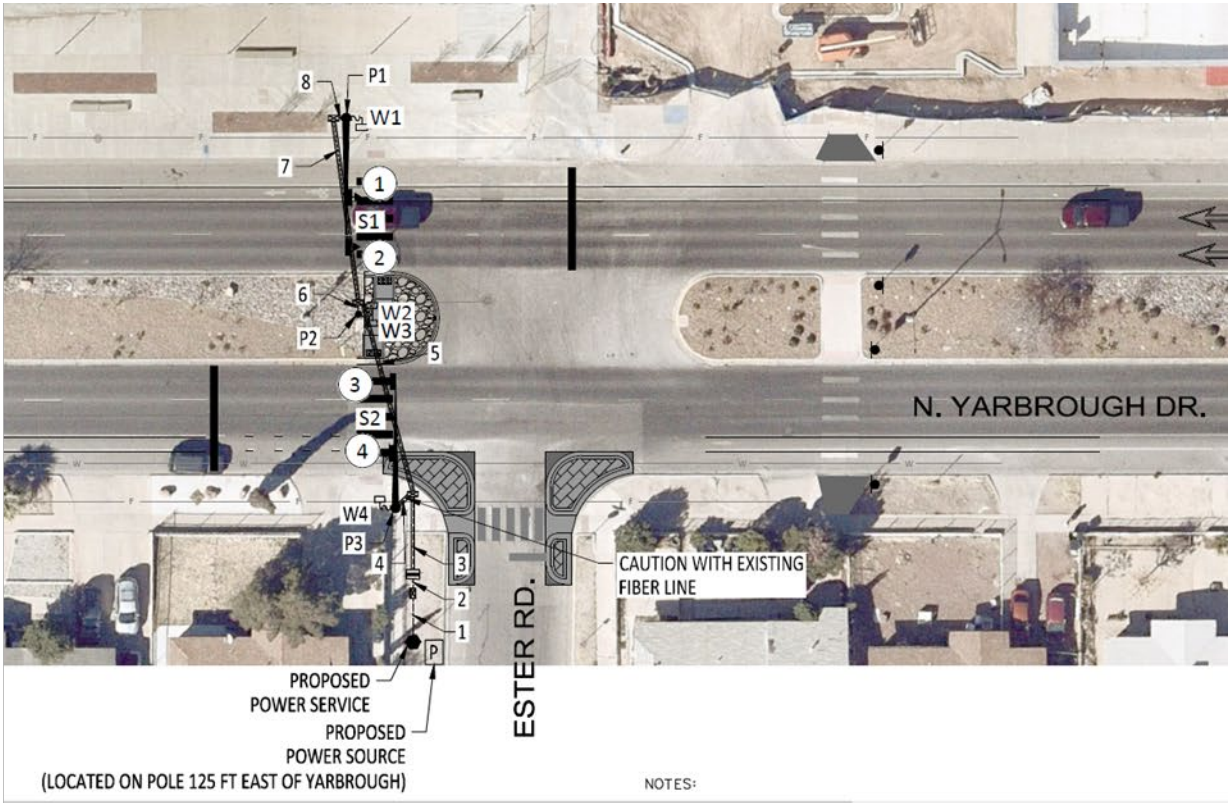 8
P1
W1
F
F
F
F
7
1
S1
2
6
W2
W3
P2
5
3
S2
4
N. YARBROUGH DR.
W
W
W
F
F
F
W4
P3
4
3
CAUTION WITH EXISTING
FIBER LINE
2
1
P
ESTER RD.
PROPOSED
POWER SERVICE
PROPOSED
POWER SOURCE
(LOCATED ON POLE 125 FT EAST OF YARBROUGH)
NOTES: